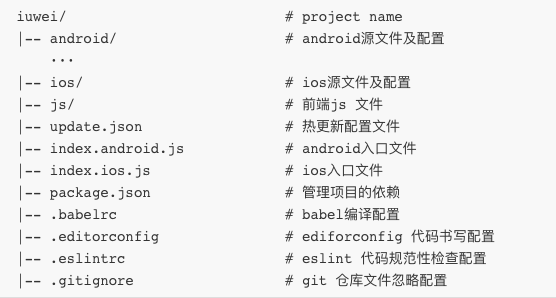 iuwei/ # project name
|-- android/ # android源文件及配置
...
|-- ios/ # ios源文件及配置
|-- js/ # 前端js 文件
|-- update.json # 热更新配置文件
|-- index.android.js # android入口文件
|-- index.ios.js # ios入口文件
|-- package.json # 管理项目的依赖
|-- .babelrc # babel编译配置
|-- .editorconfig # ediforconfig 代码书写配置
|-- .eslintrc # eslint 代码规范性检查配置
|-- .gitignore # git 仓库文件忽略配置